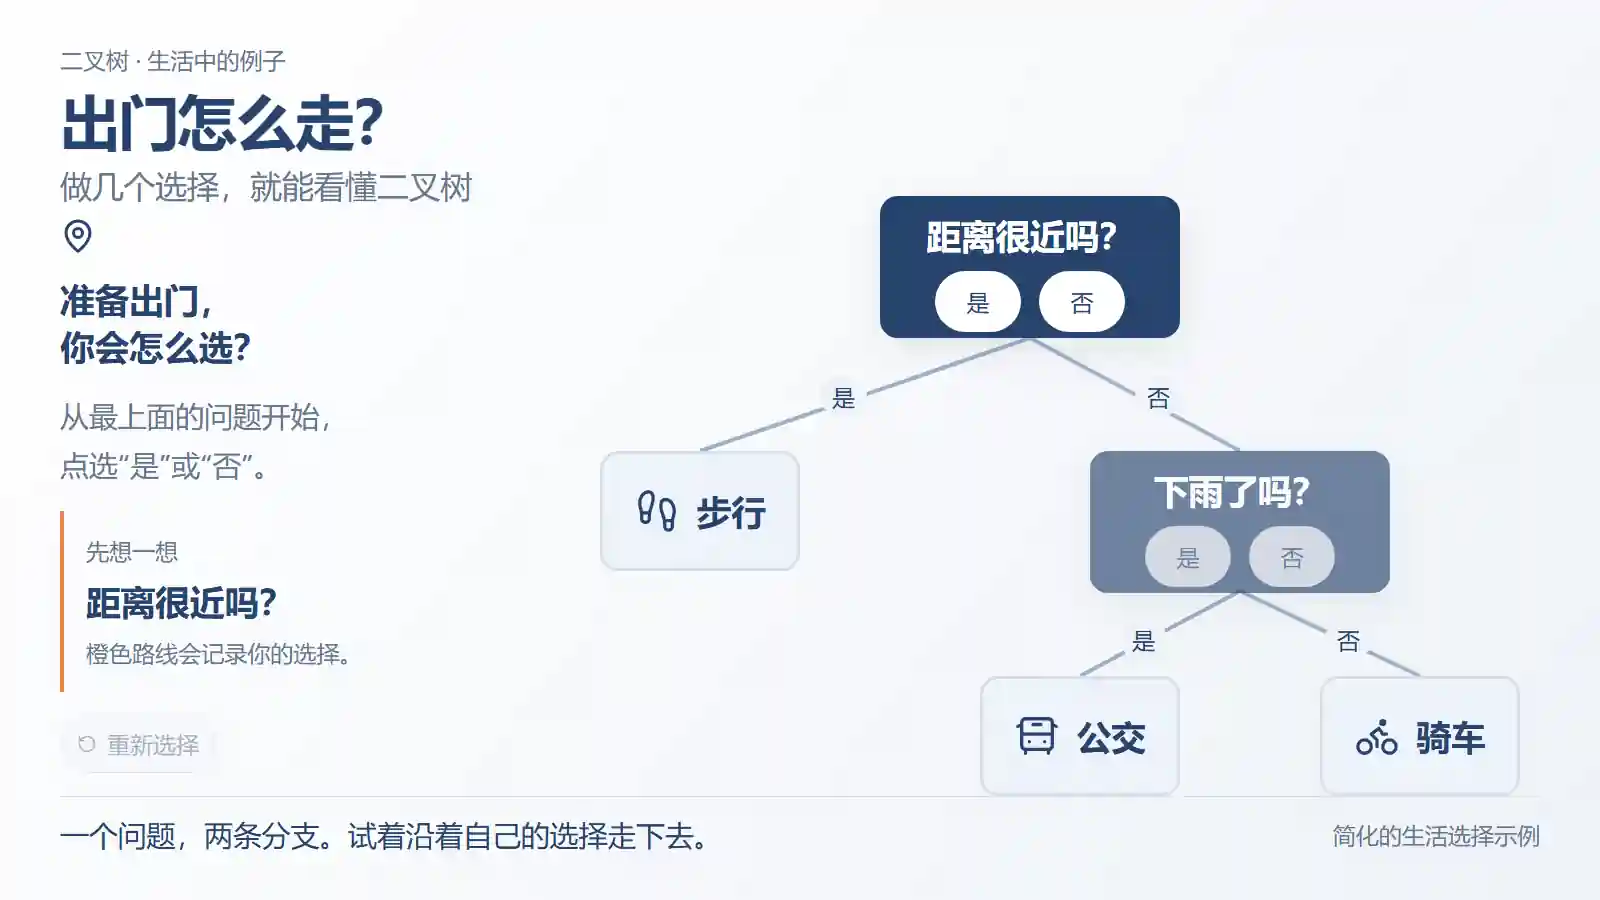 二叉树 · 生活中的例子
出门怎么走？
做几个选择，就能看懂二叉树
准备出门，
你会怎么选？
从最上面的问题开始，
点选“是”或“否”。
先想一想
距离很近吗？
橙色路线会记录你的选择。
重新选择
距离很近吗？
是 否
是 否
步行
下雨了吗？
是 否
是 否
公交 骑车
一个问题，两条分支。试着沿着自己的选择走下去。
简化的生活选择示例